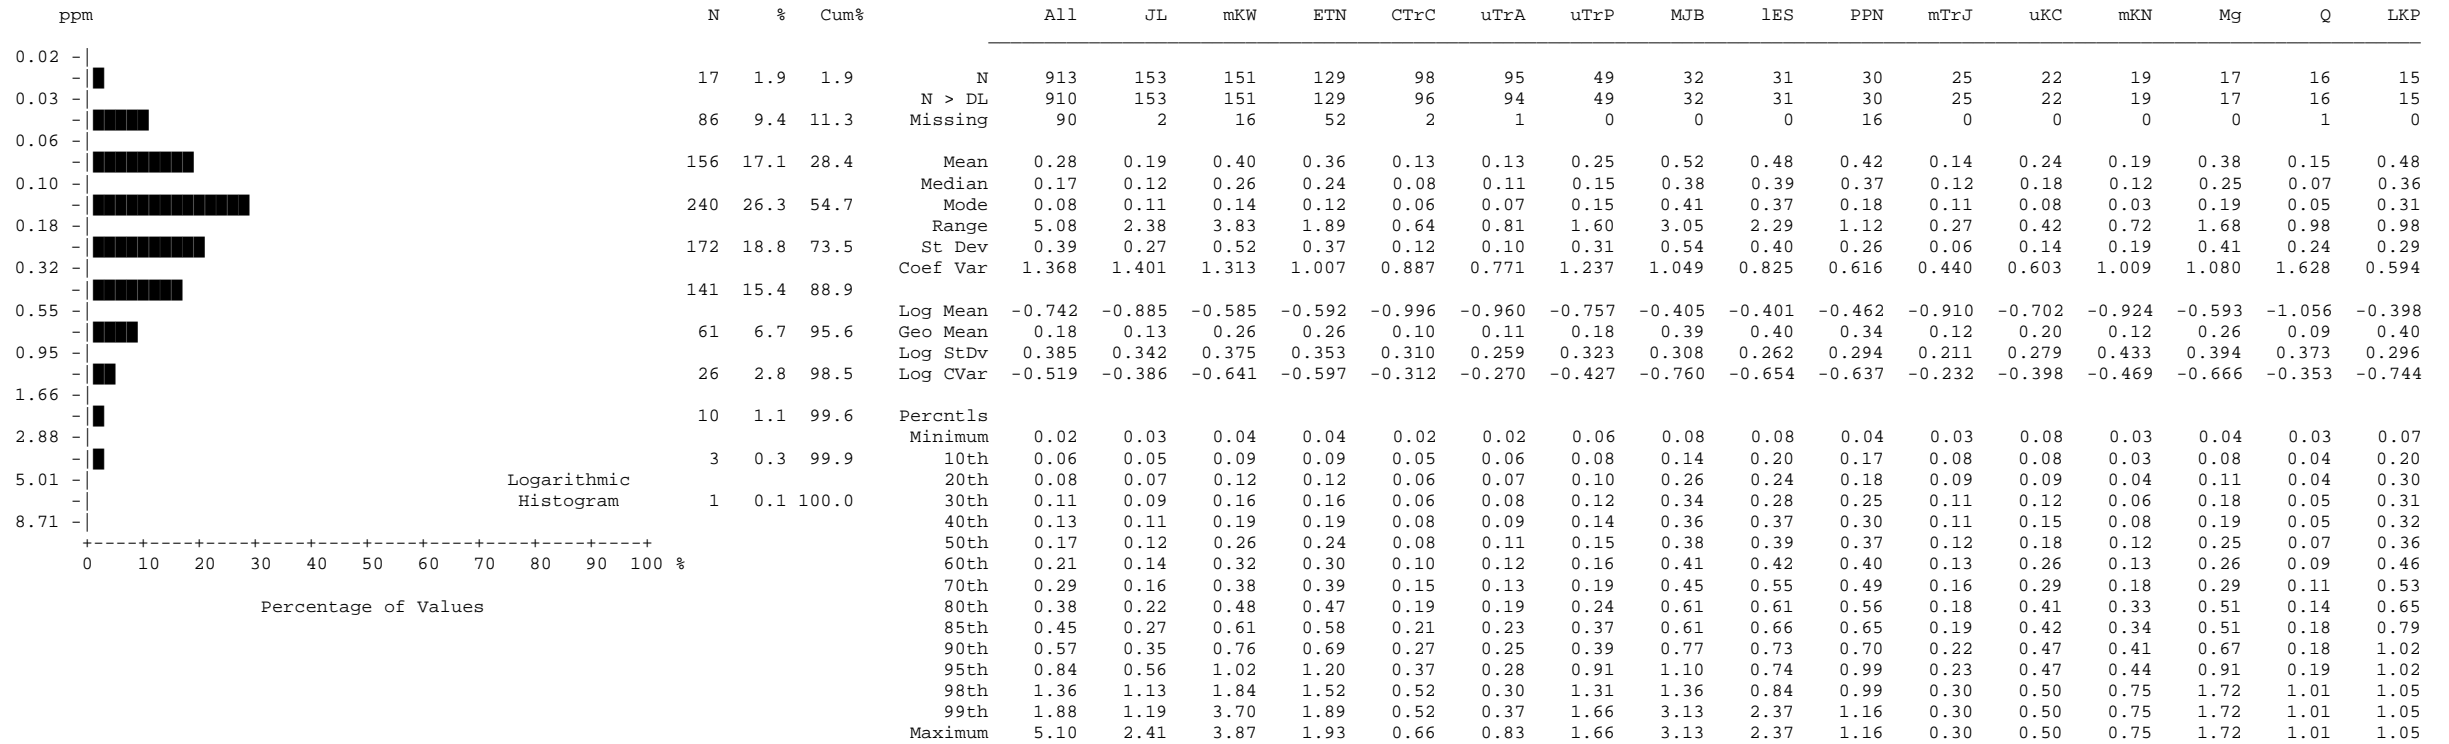 ppm N % Cum% All JL mKW ETN CTrC uTrA uTrP MJB lES PPN mTrJ uKC mKN Mg Q LKP
0.02
17 1.9 1.9 N 913 153 151 129 98 95 49 32 31 30 25 22 19 17 16 15
0.03 N > DL 910 153 151 129 96 94 49 32 31 30 25 22 19 17 16 15
86 9.4 11.3 Missing 90 2 16 52 2 1 0 0 0 16 0 0 0 0 1 0
0.06
156 17.1 28.4 Mean 0.28 0.19 0.40 0.36 0.13 0.13 0.25 0.52 0.48 0.42 0.14 0.24 0.19 0.38 0.15 0.48
0.10 Median 0.17 0.12 0.26 0.24 0.08 0.11 0.15 0.38 0.39 0.37 0.12 0.18 0.12 0.25 0.07 0.36
240 26.3 54.7 Mode 0.08 0.11 0.14 0.12 0.06 0.07 0.15 0.41 0.37 0.18 0.11 0.08 0.03 0.19 0.05 0.31
0.18 Range 5.08 2.38 3.83 1.89 0.64 0.81 1.60 3.05 2.29 1.12 0.27 0.42 0.72 1.68 0.98 0.98
172 18.8 73.5 St Dev 0.39 0.27 0.52 0.37 0.12 0.10 0.31 0.54 0.40 0.26 0.06 0.14 0.19 0.41 0.24 0.29
0.32 Coef Var 1.368 1.401 1.313 1.007 0.887 0.771 1.237 1.049 0.825 0.616 0.440 0.603 1.009 1.080 1.628 0.594
141 15.4 88.9
0.55 Log Mean -0.742 -0.885 -0.585 -0.592 -0.996 -0.960 -0.757 -0.405 -0.401 -0.462 -0.910 -0.702 -0.924 -0.593 -1.056 -0.398
61 6.7 95.6 Geo Mean 0.18 0.13 0.26 0.26 0.10 0.11 0.18 0.39 0.40 0.34 0.12 0.20 0.12 0.26 0.09 0.40
0.95 Log StDv 0.385 0.342 0.375 0.353 0.310 0.259 0.323 0.308 0.262 0.294 0.211 0.279 0.433 0.394 0.373 0.296
26 2.8 98.5 Log CVar -0.519 -0.386 -0.641 -0.597 -0.312 -0.270 -0.427 -0.760 -0.654 -0.637 -0.232 -0.398 -0.469 -0.666 -0.353 -0.744
1.66
10 1.1 99.6 Percntls
2.88 Minimum 0.02 0.03 0.04 0.04 0.02 0.02 0.06 0.08 0.08 0.04 0.03 0.08 0.03 0.04 0.03 0.07
3 0.3 99.9 10th 0.06 0.05 0.09 0.09 0.05 0.06 0.08 0.14 0.20 0.17 0.08 0.08 0.03 0.08 0.04 0.20
5.01 Logarithmic 20th 0.08 0.07 0.12 0.12 0.06 0.07 0.10 0.26 0.24 0.18 0.09 0.09 0.04 0.11 0.04 0.30
Histogram 1 0.1 100.0 30th 0.11 0.09 0.16 0.16 0.06 0.08 0.12 0.34 0.28 0.25 0.11 0.12 0.06 0.18 0.05 0.31
8.71 40th 0.13 0.11 0.19 0.19 0.08 0.09 0.14 0.36 0.37 0.30 0.11 0.15 0.08 0.19 0.05 0.32
50th 0.17 0.12 0.26 0.24 0.08 0.11 0.15 0.38 0.39 0.37 0.12 0.18 0.12 0.25 0.07 0.36
0 10 20 30 40 50 60 70 80 90 100 % 60th 0.21 0.14 0.32 0.30 0.10 0.12 0.16 0.41 0.42 0.40 0.13 0.26 0.13 0.26 0.09 0.46
70th 0.29 0.16 0.38 0.39 0.15 0.13 0.19 0.45 0.55 0.49 0.16 0.29 0.18 0.29 0.11 0.53
Percentage of Values 80th 0.38 0.22 0.48 0.47 0.19 0.19 0.24 0.61 0.61 0.56 0.18 0.41 0.33 0.51 0.14 0.65
85th 0.45 0.27 0.61 0.58 0.21 0.23 0.37 0.61 0.66 0.65 0.19 0.42 0.34 0.51 0.18 0.79
90th 0.57 0.35 0.76 0.69 0.27 0.25 0.39 0.77 0.73 0.70 0.22 0.47 0.41 0.67 0.18 1.02
95th 0.84 0.56 1.02 1.20 0.37 0.28 0.91 1.10 0.74 0.99 0.23 0.47 0.44 0.91 0.19 1.02
98th 1.36 1.13 1.84 1.52 0.52 0.30 1.31 1.36 0.84 0.99 0.30 0.50 0.75 1.72 1.01 1.05
99th 1.88 1.19 3.70 1.89 0.52 0.37 1.66 3.13 2.37 1.16 0.30 0.50 0.75 1.72 1.01 1.05
Maximum 5.10 2.41 3.87 1.93 0.66 0.83 1.66 3.13 2.37 1.16 0.30 0.50 0.75 1.72 1.01 1.05